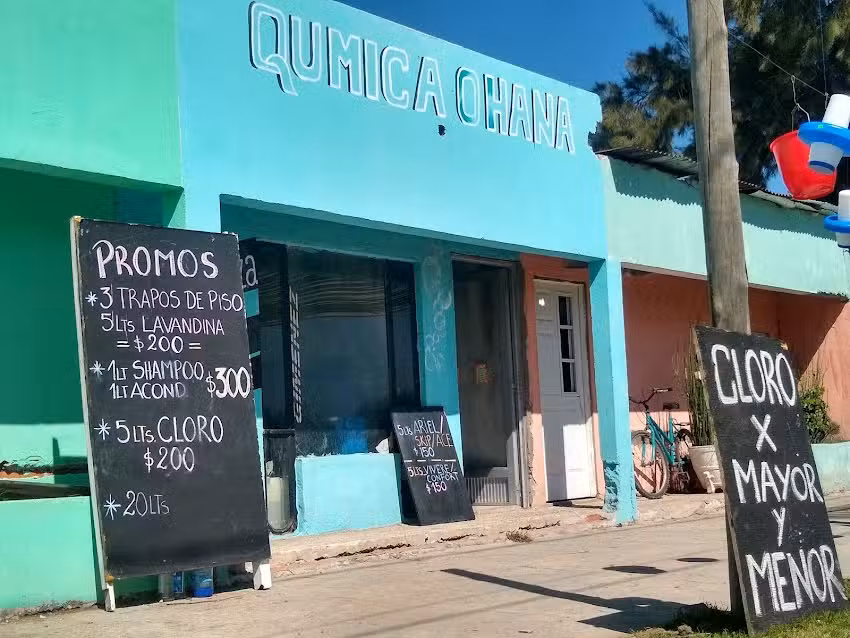 QUMICA OHANA
PROMOS
*3 TRAPOS DE PISO
5LTS LAVANDINA
= $200 =
*1LT SHAMPOO
1LT ACOND. $300
*5LTS. CLORO
$200
*20LTS
5LTS ARIEL/
SKIP/ACE
$150
5LTS.VIVERE/
CONFORT
$150
CLORO
X
MAYOR
Y
MENOR